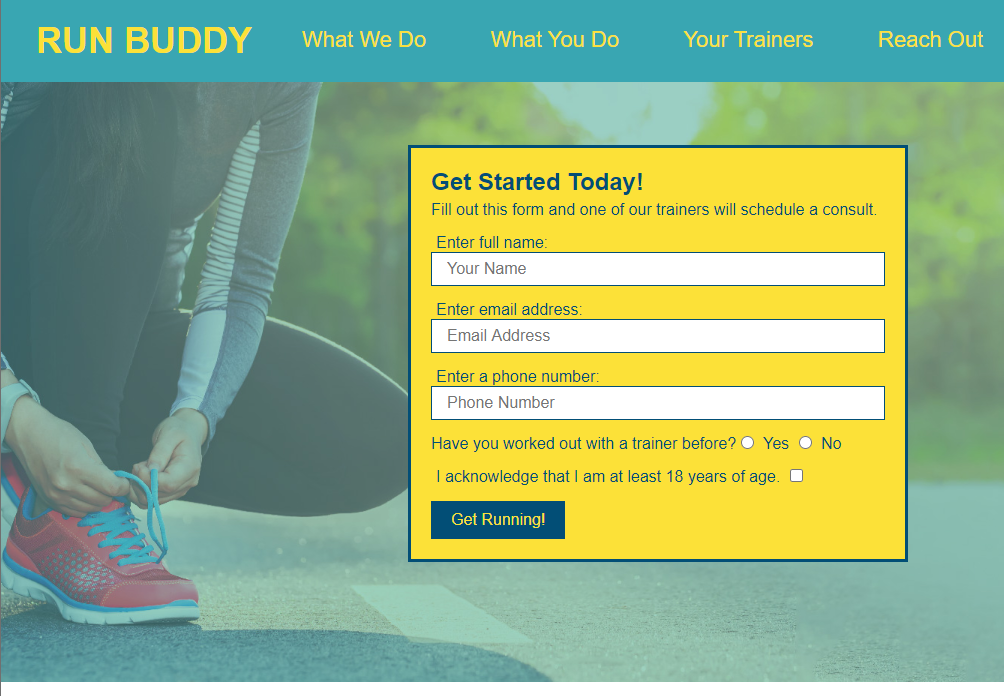 RUN BUDDY What We Do What You Do Your Trainers Reach Out
Get Started Today!
Fill out this form and one of our trainers will schedule a consult.
Enter full name:
Your Name
Enter email address:
Email Address
Enter a phone number:
Phone Number
Have you worked out with a trainer before? Yes No
I acknowledge that I am at least 18 years of age.
Get Running!